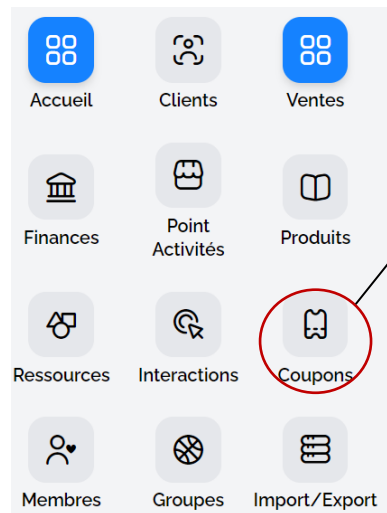 Accueil Clients Ventes
Finances Point Activités Produits
Ressources Interactions Coupons
Membres Groupes Import/Export